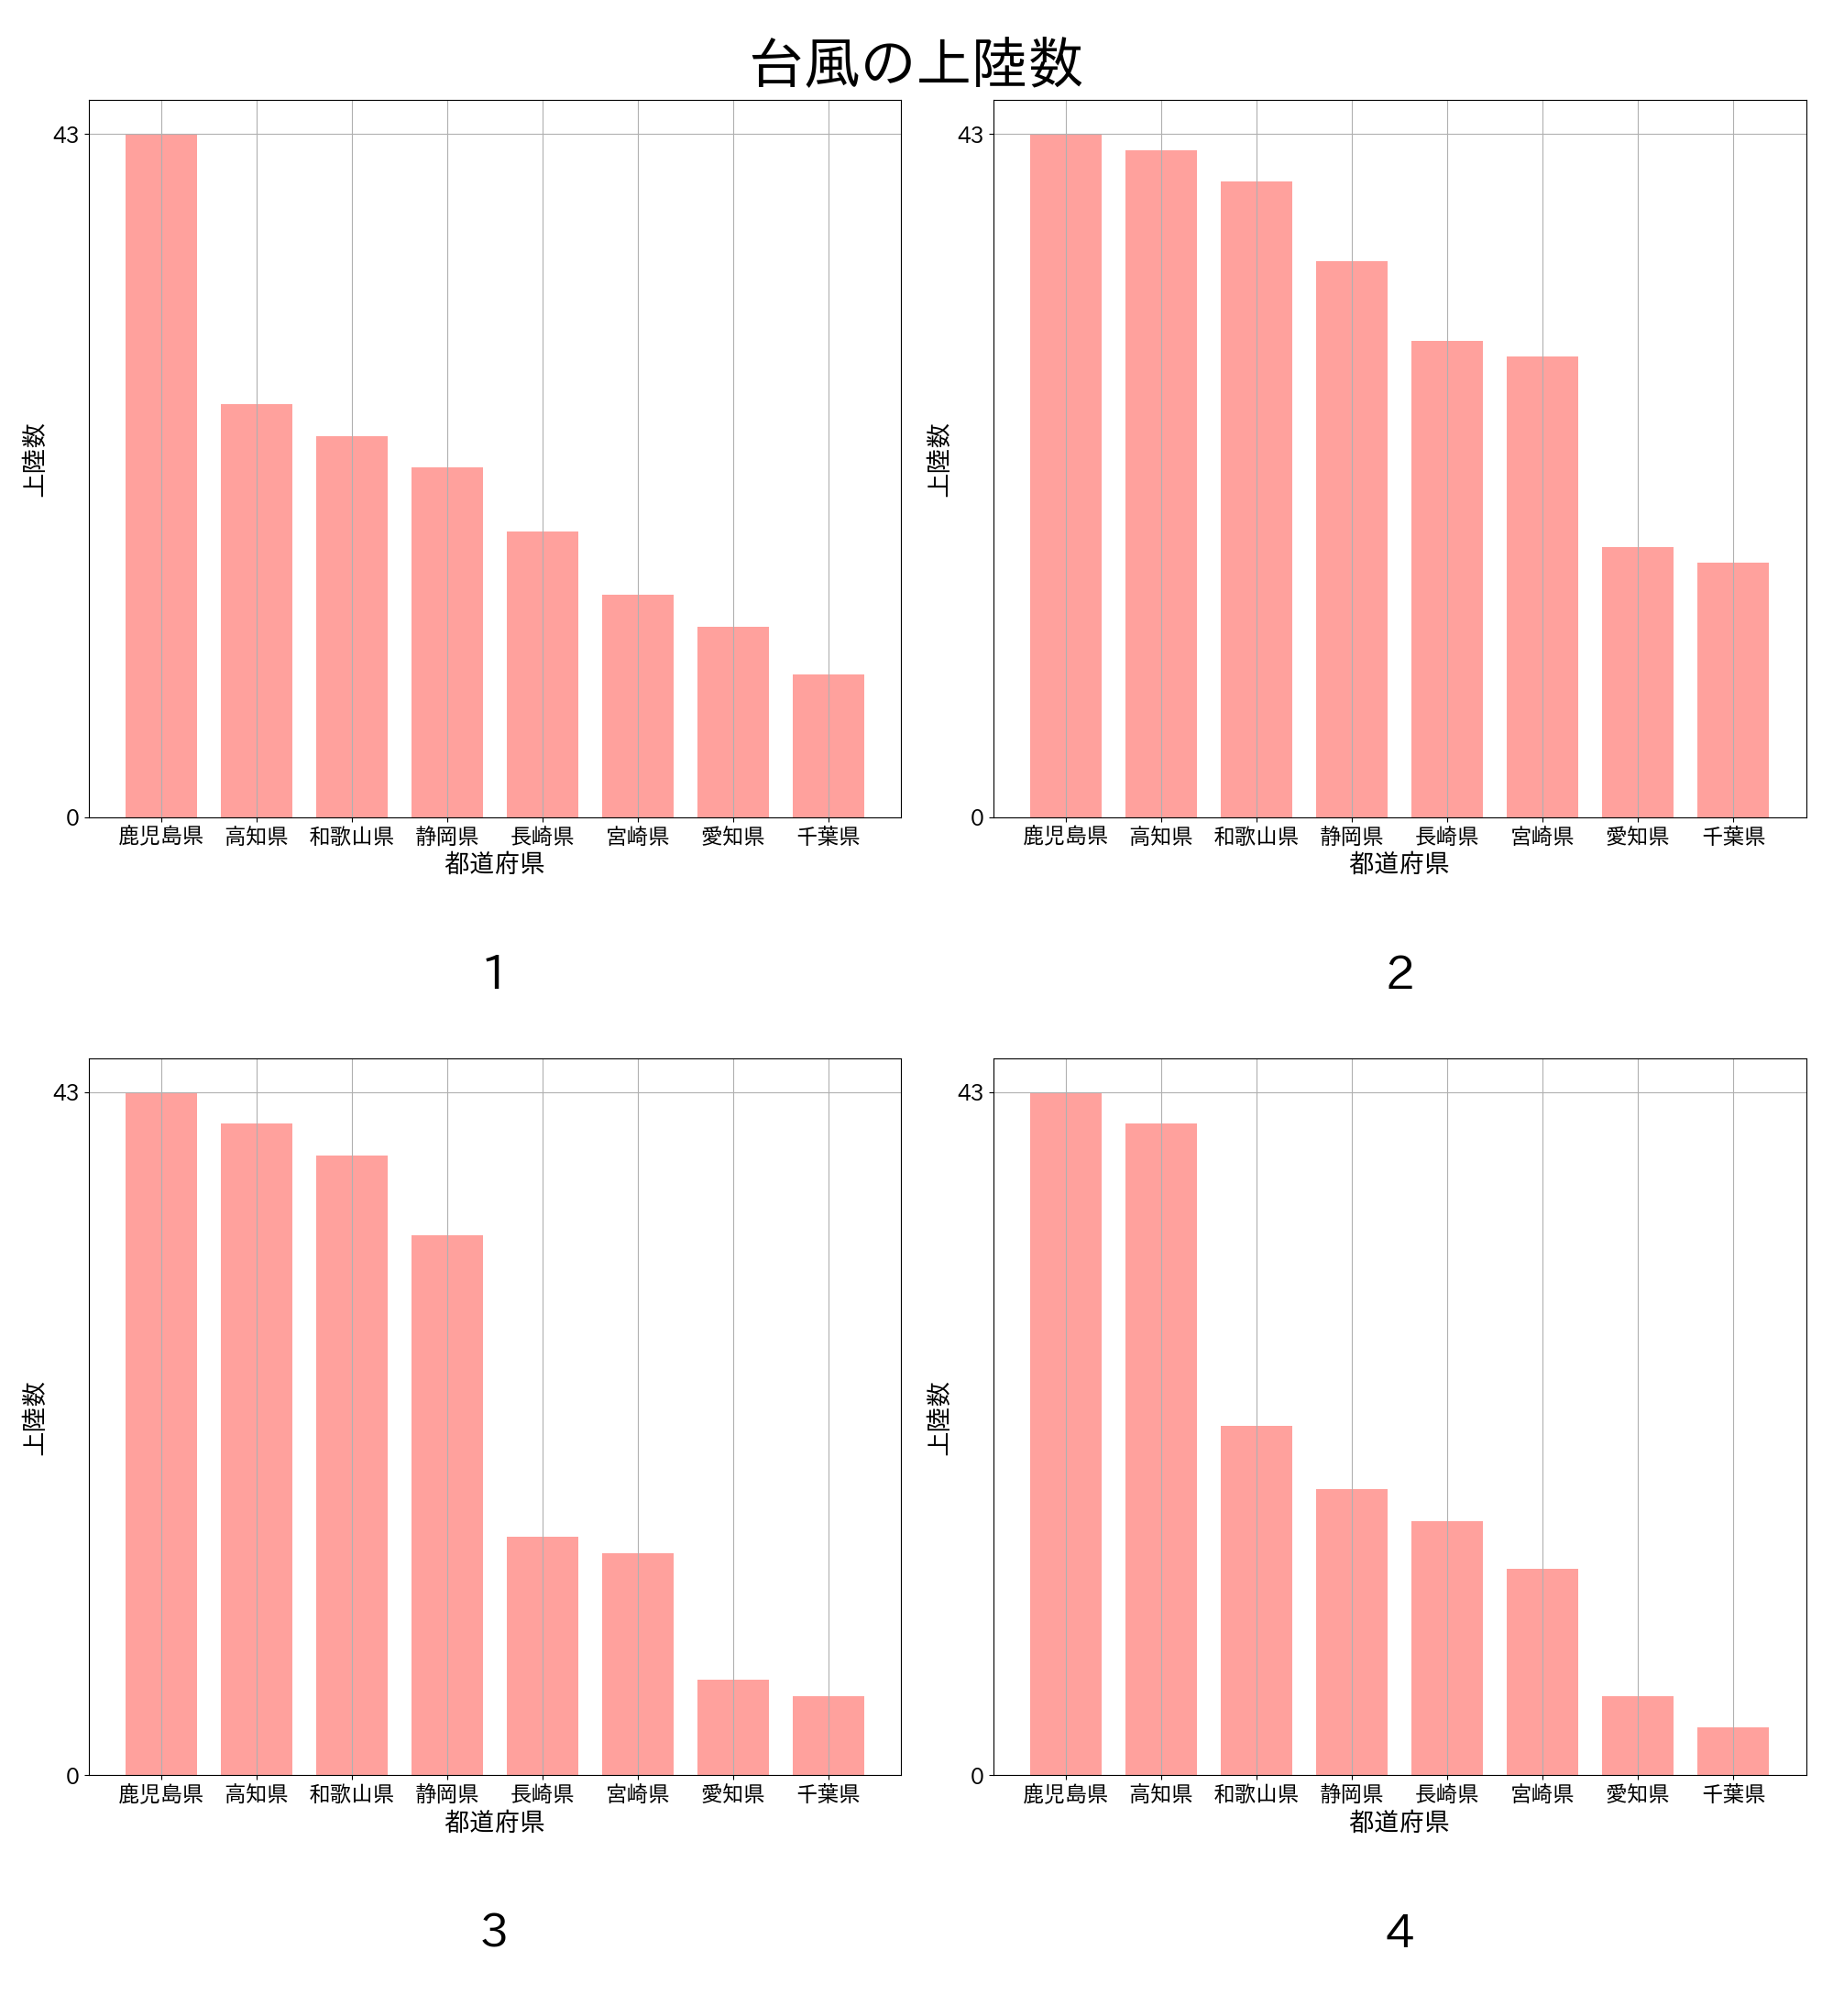 台風の上陸数
43
上陸数
0
鹿児島県 高知県 和歌山県 静岡県 長崎県 宮崎県 愛知県 千葉県
都道府県
1
43
上陸数
0
鹿児島県 高知県 和歌山県 静岡県 長崎県 宮崎県 愛知県 千葉県
都道府県
2
43
上陸数
0
鹿児島県 高知県 和歌山県 静岡県 長崎県 宮崎県 愛知県 千葉県
都道府県
3
43
上陸数
0
鹿児島県 高知県 和歌山県 静岡県 長崎県 宮崎県 愛知県 千葉県
都道府県
4